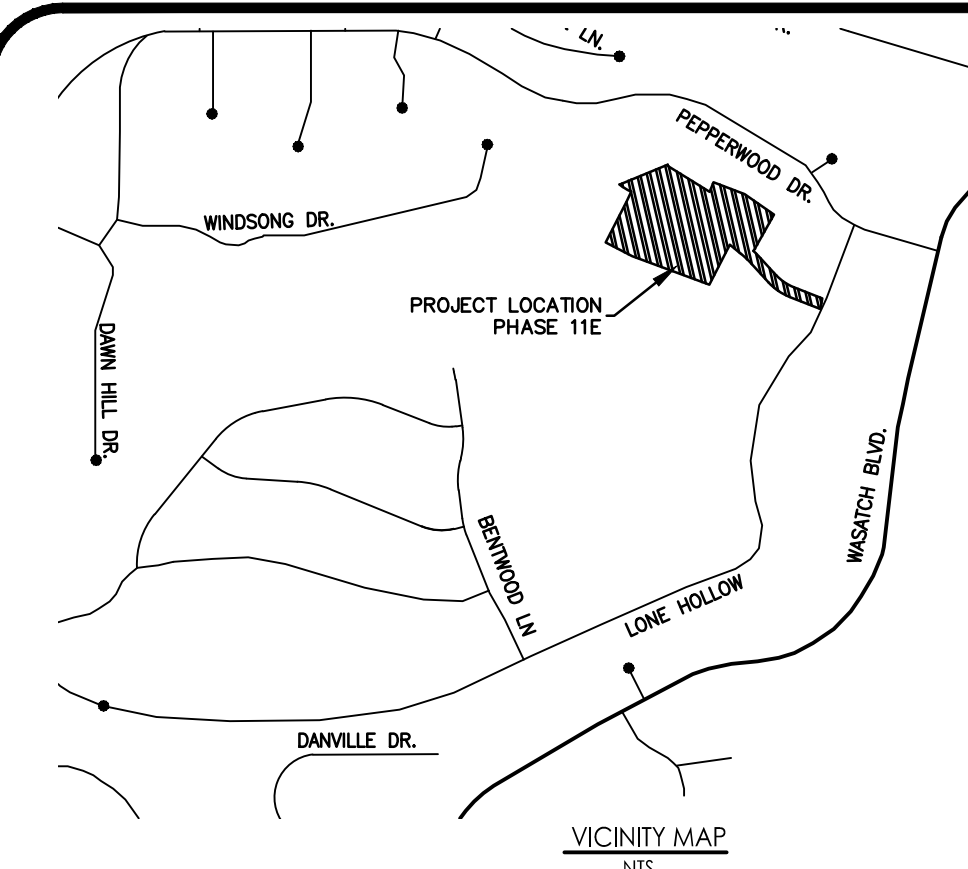 LN.
PEPPERWOOD DR.
WINDSONG DR.
PROJECT LOCATION
PHASE 11E
DAWN HILL DR.
WASATCH BLVD.
BENTWOOD LN
LONE HOLLOW
DANVILLE DR.
VICINITY MAP
NTS